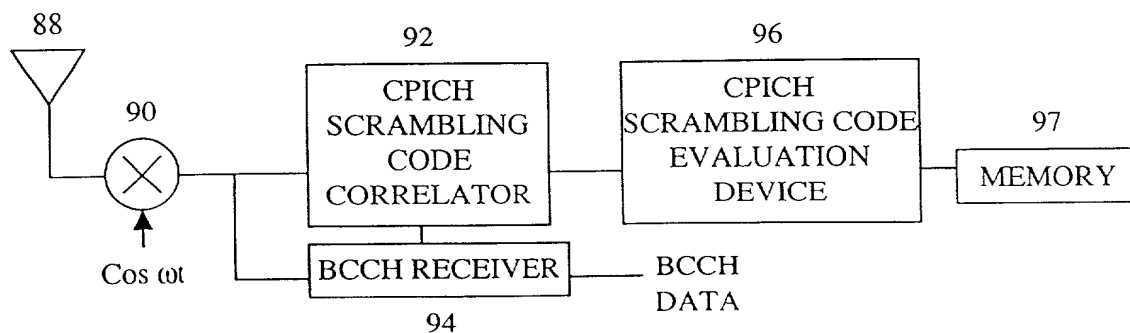 88
90
Cos ωt
92
CPICH
SCRAMBLING
CODE
CORRELATOR
BCCH RECEIVER
94
BCCH
DATA
96
CPICH
SCRAMBLING CODE
EVALUATION
DEVICE
97
MEMORY